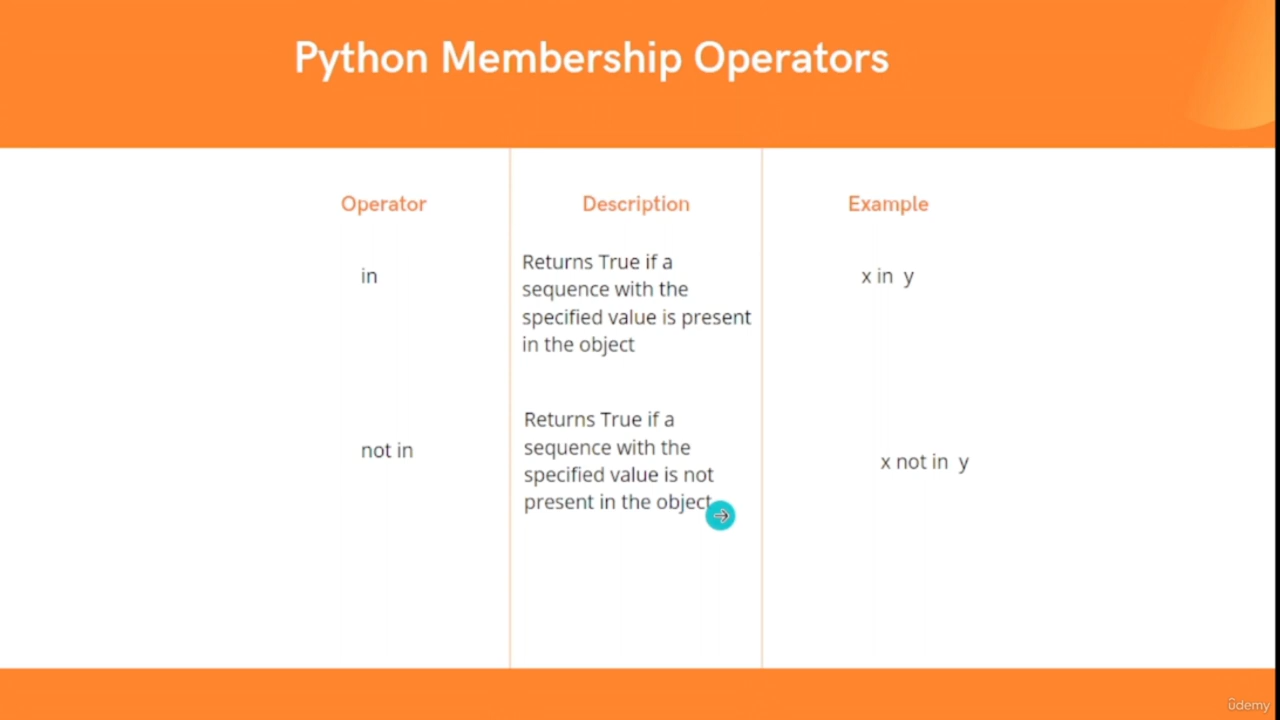 Python Membership Operators
Operator
Description
Example
in
Returns True if a
sequence with the
specified value is present
in the object
x in y
not in
Returns True if a
sequence with the
specified value is not
present in the object
x not in y
ûdemy